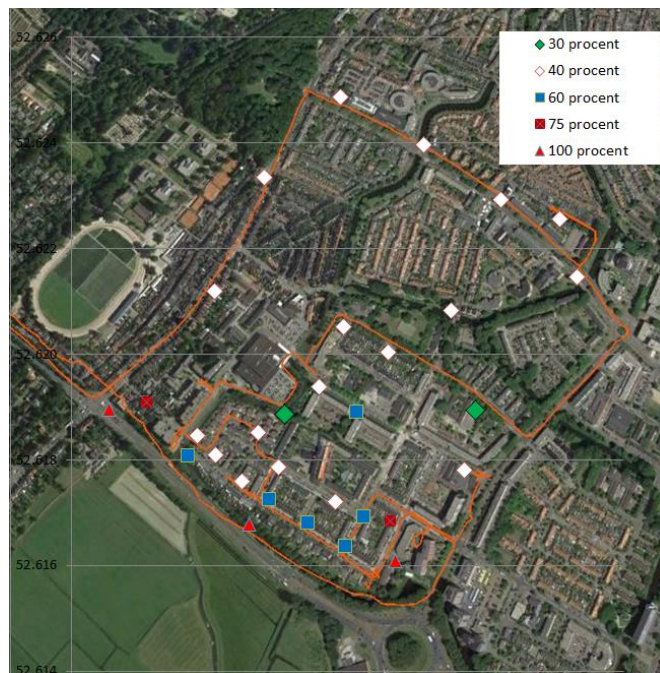 52.626
30 procent
40 procent
60 procent
75 procent
100 procent
52.624
52.622
52.620
52.618
52.616
52.614